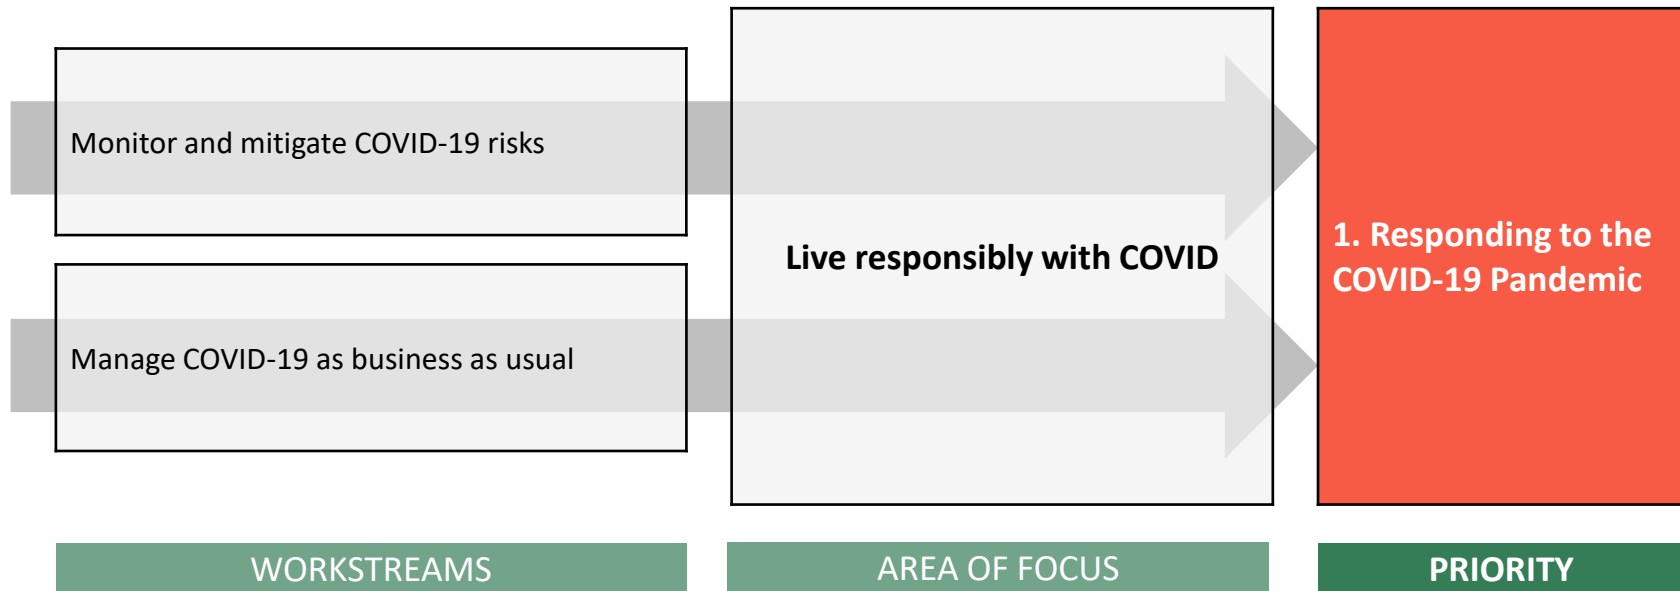 Monitor and mitigate COVID-19 risks
Manage COVID-19 as business as usual
Live responsibly with COVID
1. Responding to the
COVID-19 Pandemic
WORKSTREAMS
AREA OF FOCUS
PRIORITY